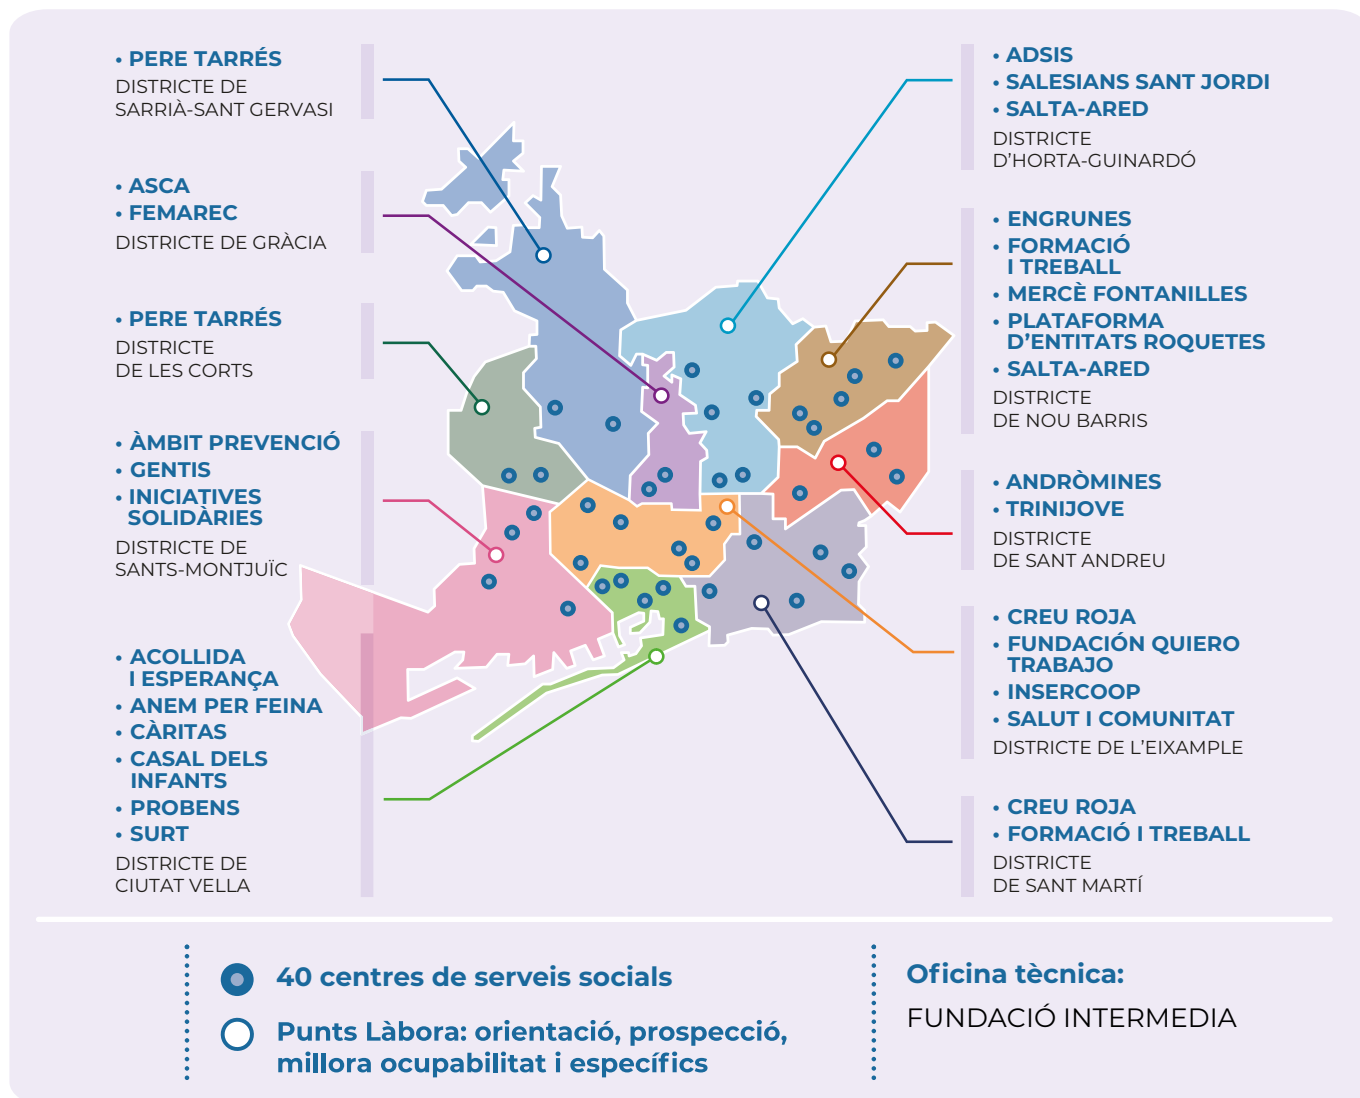 • PERE TARRÉS
DISTRICTE DE
SARRIÀ-SANT GERVASI
• ASCA
• FEMAREC
DISTRICTE DE GRÀCIA
• PERE TARRÉS
DISTRICTE
DE LES CORTS
• ÀMBIT PREVENCIÓ
• GENTIS
• INICIATIVES
SOLIDÀRIES
DISTRICTE DE
SANTS-MONTJUÏC
• ACOLLIDA
I ESPERANÇA
• ANEM PER FEINA
• CÀRITAS
• CASAL DELS
INFANTS
• PROBENS
• SURT
DISTRICTE DE
CIUTAT VELLA
• ADSIS
• SALESIANS SANT JORDI
• SALTA-ARED
DISTRICTE
D’HORTA-GUINARDÓ
• ENGRUNES
• FORMACIÓ
I TREBALL
• MERCÈ FONTANILLES
• PLATAFORMA
D’ENTITATS ROQUETES
• SALTA-ARED
DISTRICTE
DE NOU BARRIS
• ANDRÒMINES
• TRINIJOVE
DISTRICTE
DE SANT ANDREU
• CREU ROJA
• FUNDACIÓN QUIERO
TRABAJO
• INSERCOOP
• SALUT I COMUNITAT
DISTRICTE DE L’EIXAMPLE
• CREU ROJA
• FORMACIÓ I TREBALL
DISTRICTE
DE SANT MARTÍ
40 centres de serveis socials
Punts Làbora: orientació, prospecció,
millora ocupabilitat i específics
Oficina tècnica:
FUNDACIÓ INTERMEDIA